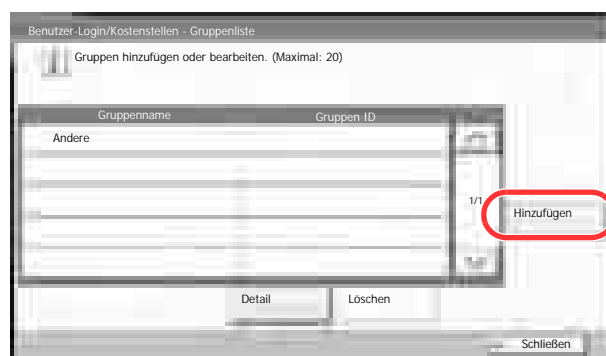 Benutzer-Login/Kostenstellen - Gruppenliste
Gruppen hinzufügen oder bearbeiten. (Maximal: 20)
Gruppenname Gruppen ID
Andere
1/1
Hinzufügen
Detail Löschen
Schließen